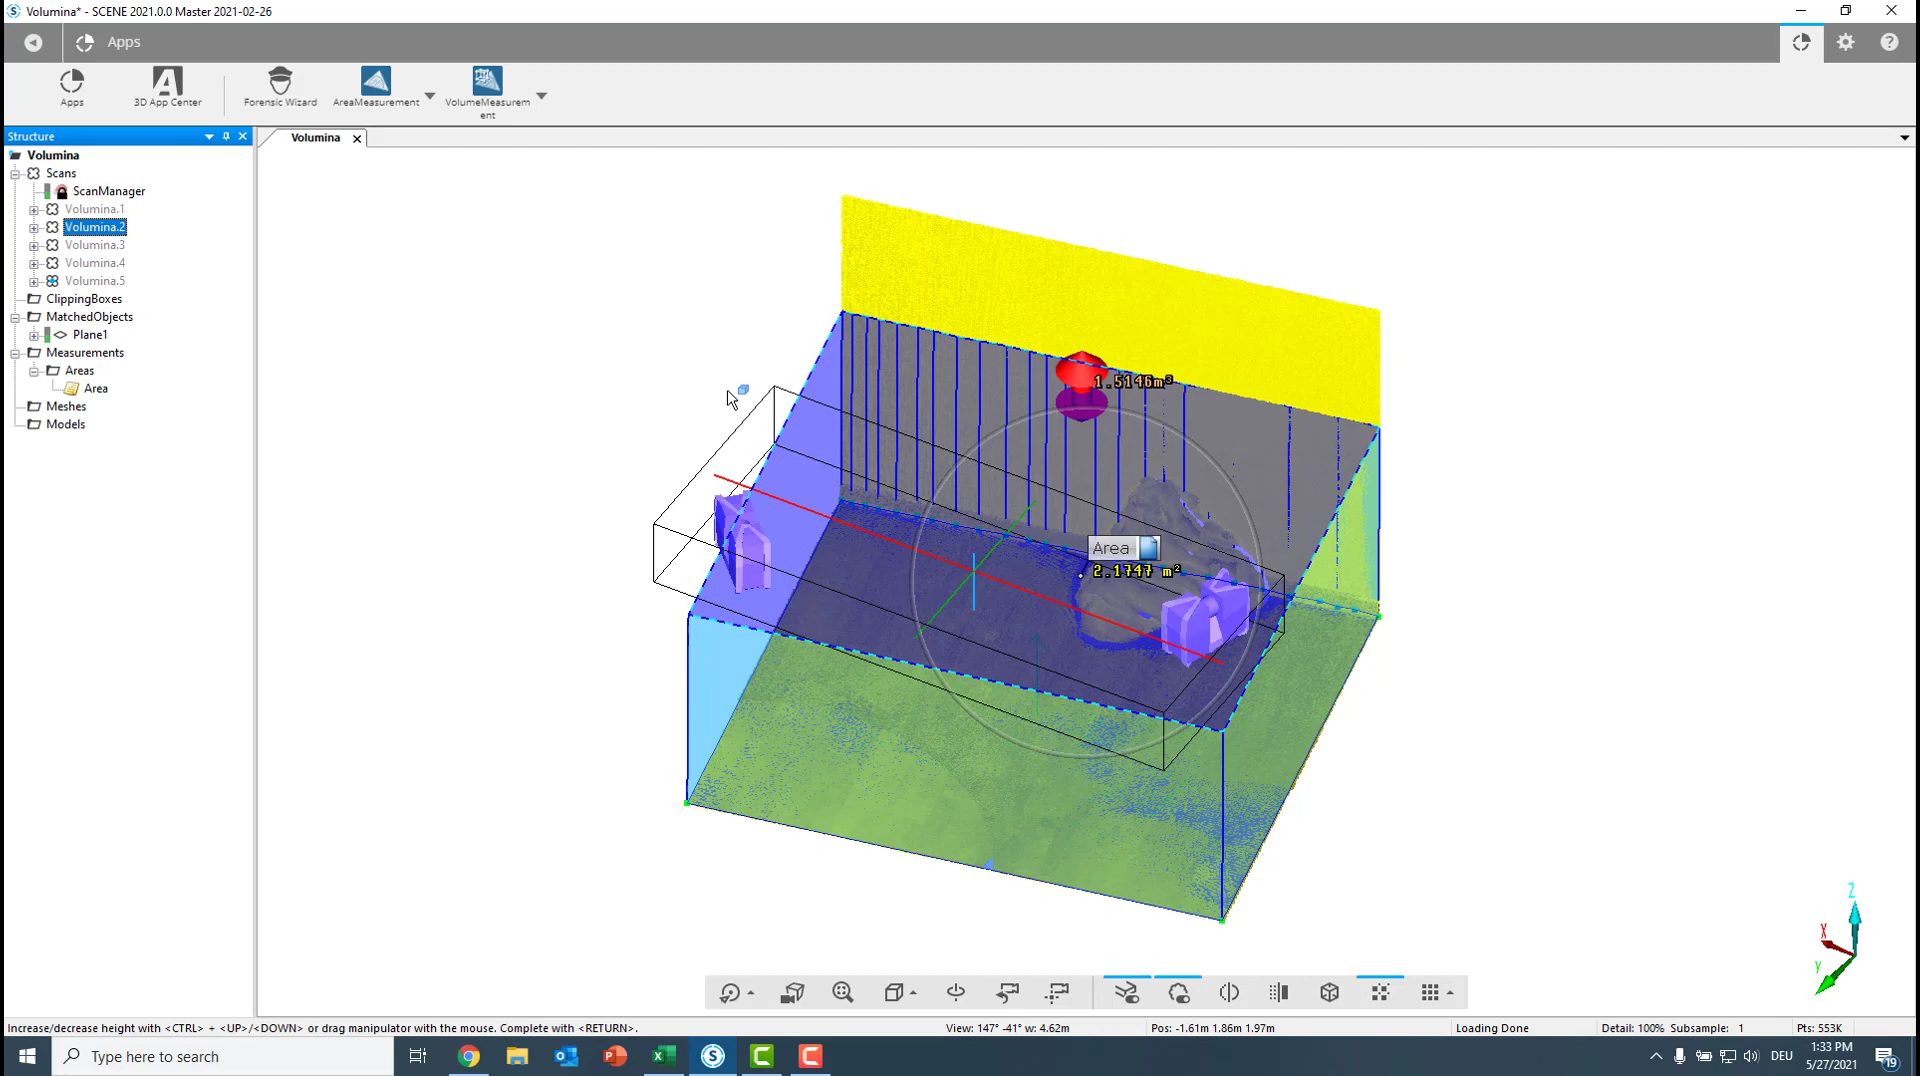 Volumina* - SCENE 2021.0.0 Master 2021-02-26
Apps
Apps
3D App Center
Forensic Wizard
AreaMeasurement
VolumeMeasurem
ent
Structure
Volumina
Volumina
Scans
ScanManager
Volumina.1
Volumina.2
Volumina.3
Volumina.4
Volumina.5
ClippingBoxes
MatchedObjects
Plane1
Measurements
Areas
Area
Meshes
Models
1.5146m³
Area
2.1747 m²
Z
X
y
Increase/decrease height with <CTRL> + <UP>/<DOWN> or drag manipulator with the mouse. Complete with <RETURN>.
View: 147° -41° w: 4.62m
Pos: -1.61m 1.86m 1.97m
Loading Done
Detail: 100% Subsample: 1
Pts: 553K
Type here to search
DEU
1:33 PM
5/27/2021
19